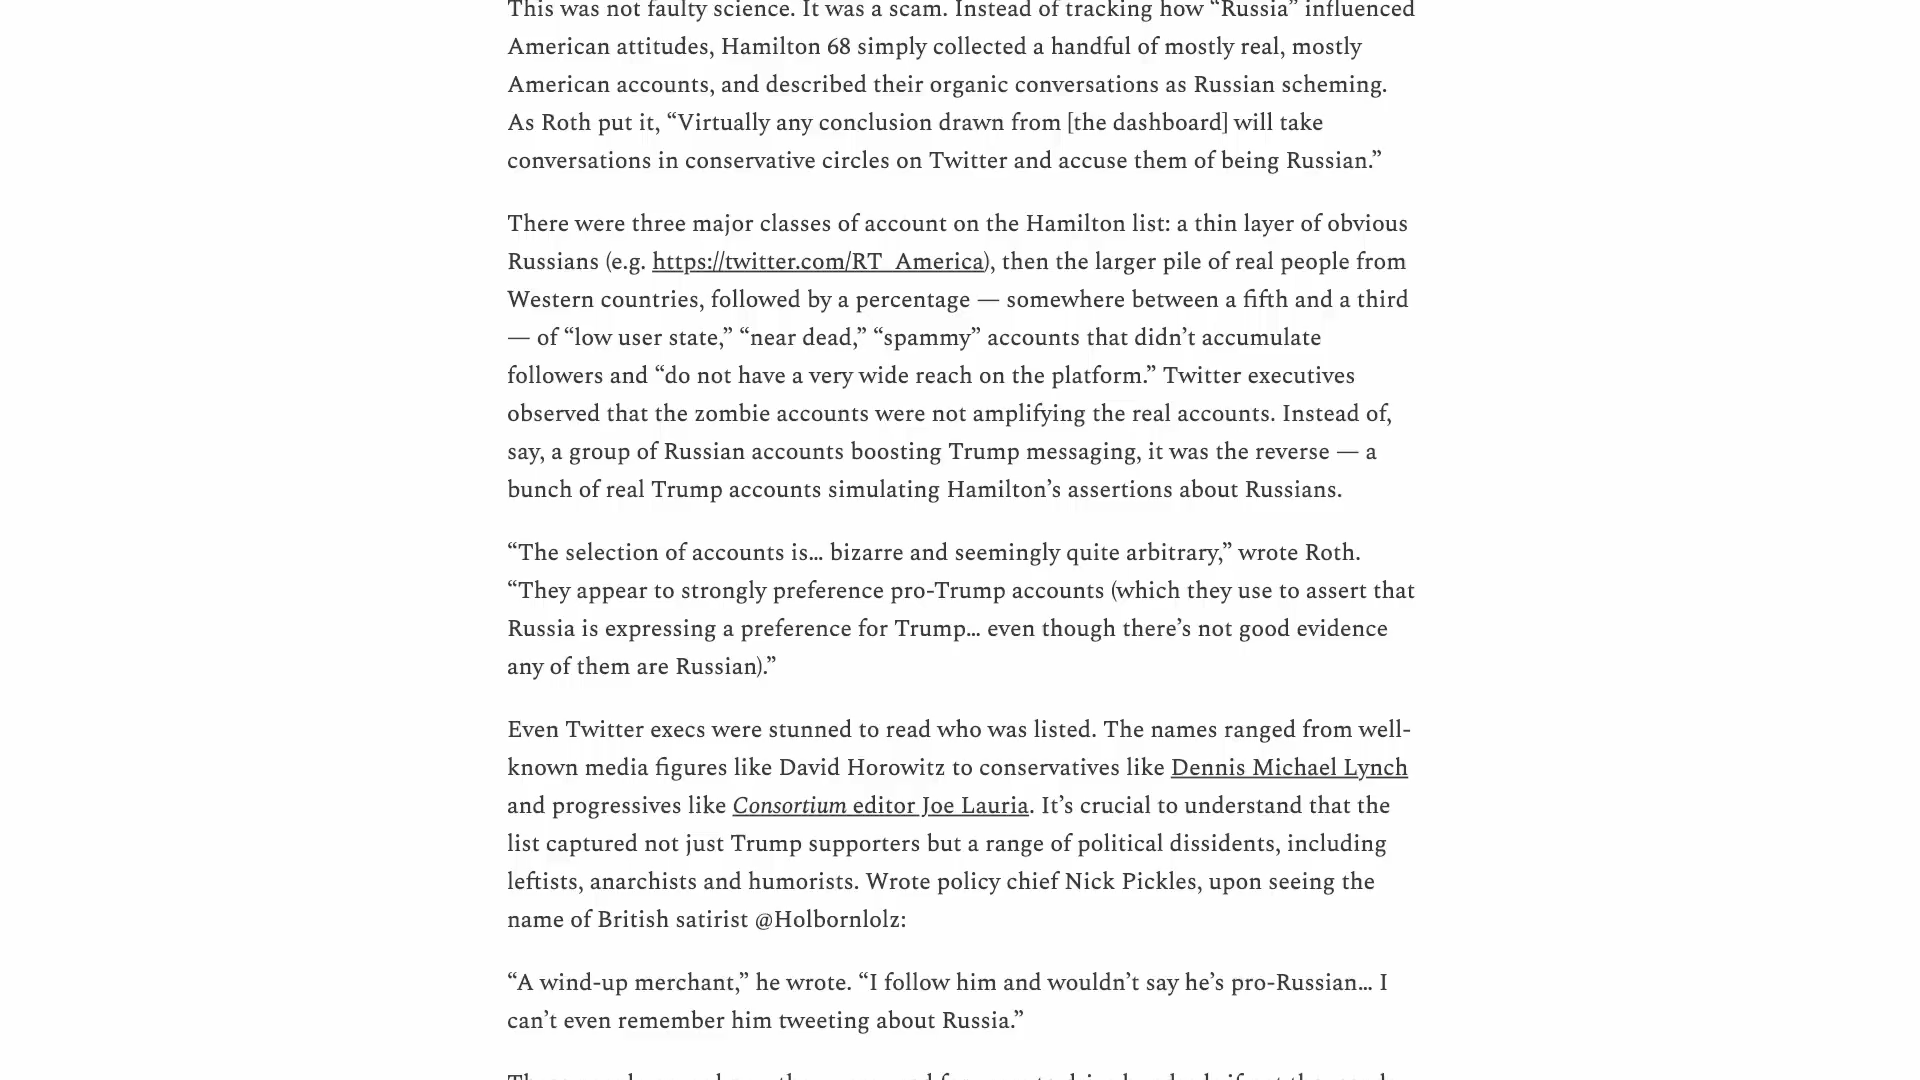 This was not faulty science. It was a scam. Instead of tracking how “Russia” influenced
American attitudes, Hamilton 68 simply collected a handful of mostly real, mostly
American accounts, and described their organic conversations as Russian scheming.
As Roth put it, “Virtually any conclusion drawn from [the dashboard] will take
conversations in conservative circles on Twitter and accuse them of being Russian.”
There were three major classes of account on the Hamilton list: a thin layer of obvious
Russians (e.g. https://twitter.com/RT_America), then the larger pile of real people from
Western countries, followed by a percentage — somewhere between a fifth and a third
— of “low user state,” “near dead,” “spammy” accounts that didn’t accumulate
followers and “do not have a very wide reach on the platform.” Twitter executives
observed that the zombie accounts were not amplifying the real accounts. Instead of,
say, a group of Russian accounts boosting Trump messaging, it was the reverse — a
bunch of real Trump accounts simulating Hamilton’s assertions about Russians.
“The selection of accounts is… bizarre and seemingly quite arbitrary,” wrote Roth.
“They appear to strongly preference pro-Trump accounts (which they use to assert that
Russia is expressing a preference for Trump… even though there’s not good evidence
any of them are Russian).”
Even Twitter execs were stunned to read who was listed. The names ranged from well-
known media figures like David Horowitz to conservatives like Dennis Michael Lynch
and progressives like Consortium editor Joe Lauria. It’s crucial to understand that the
list captured not just Trump supporters but a range of political dissidents, including
leftists, anarchists and humorists. Wrote policy chief Nick Pickles, upon seeing the
name of British satirist @Holbornlolz:
“A wind-up merchant,” he wrote. “I follow him and wouldn’t say he’s pro-Russian… I
can’t even remember him tweeting about Russia.”